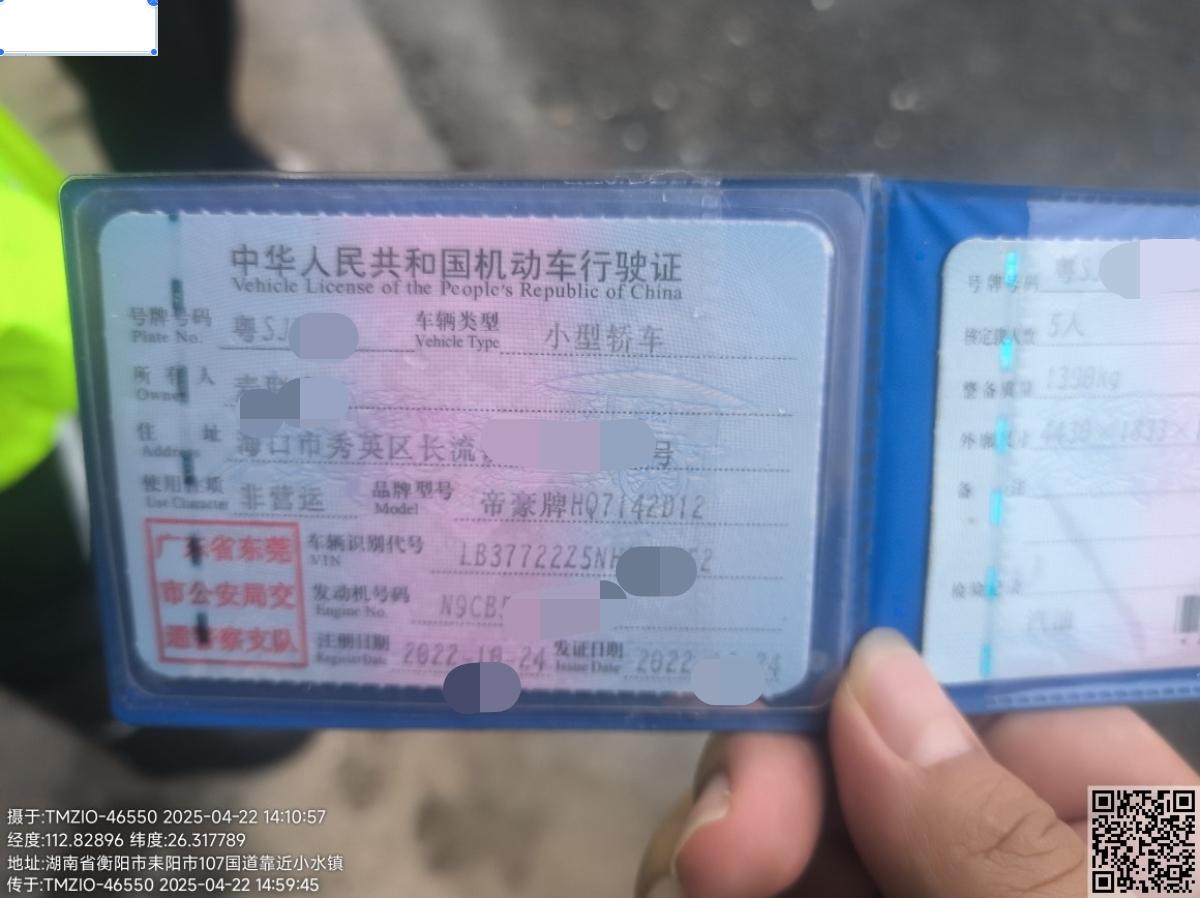 中华人民共和国机动车行驶证
Vehicle License of the People's Republic of China
号牌号码 粤SJ 车辆类型 小型轿车
Plate No. Vehicle Type
所有人
Owner
住址 海口市秀英区长流 号
Address
使用性质 非营运 品牌型号 帝豪牌HQ7142D12
Use Character Model
广东省东莞
市公安局交
通警察支队
车辆识别代号 LB37722Z5NH 2
VIN
发动机号码 N9CB
Engine No.
注册日期 2022-10-24 发证日期 2022 24
Register Date Issue Date
号牌号码 粤S
核定载人数 5人
整备质量 1390kg
外廓尺寸 4638×1833×1
备注
检验记录
汽油
摄于:TMZIO-46550 2025-04-22 14:10:57
经度:112.82896 纬度:26.317789
地址:湖南省衡阳市耒阳市107国道靠近小水镇
传于:TMZIO-46550 2025-04-22 14:59:45